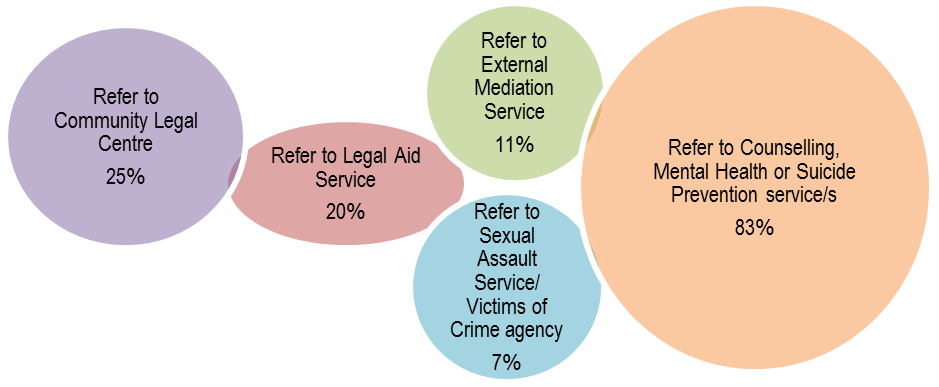 Refer to
Community Legal
Centre
25%
Refer to Legal Aid
Service
20%
Refer to
External
Mediation
Service
11%
Refer to
Sexual
Assault
Service/
Victims of
Crime agency
7%
Refer to Counselling,
Mental Health or Suicide
Prevention service/s
83%